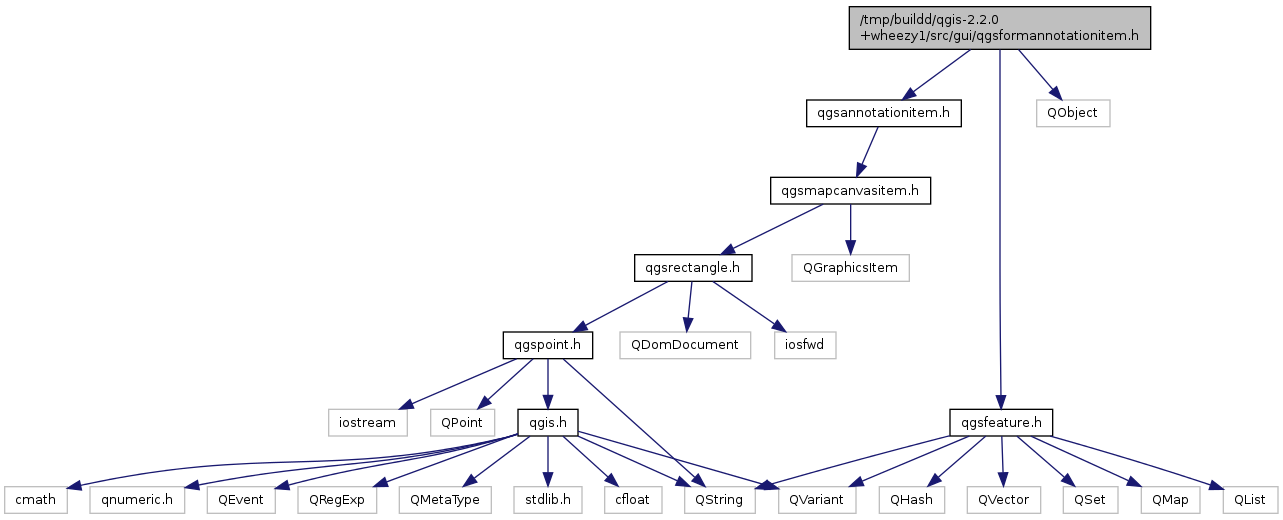 /tmp/buildd/qgis-2.2.0
+wheezy1/src/gui/qgsformannotationitem.h
qgsannotationitem.h
QObject
qgsmapcanvasitem.h
qgsrectangle.h
QGraphicsItem
qgspoint.h
QDomDocument
iosfwd
iostream
QPoint
qgis.h
qgsfeature.h
cmath
qnumeric.h
QEvent
QRegExp
QMetaType
stdlib.h
cfloat
QString
QVariant
QHash
QVector
QSet
QMap
QList